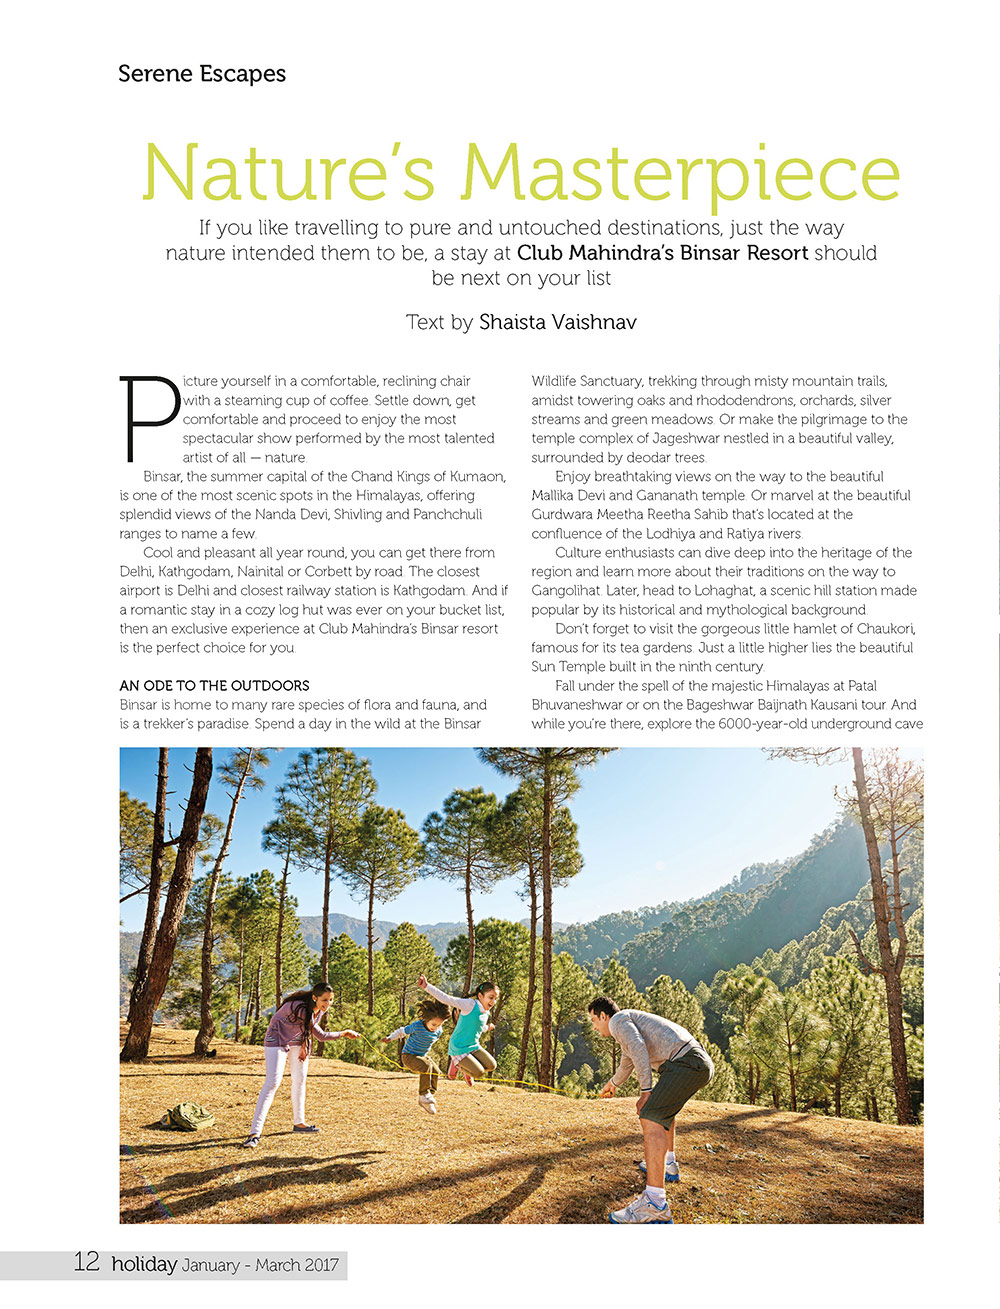 Serene Escapes
Nature's Masterpiece
If you like travelling to pure and untouched destinations, just the way
nature intended them to be, a stay at Club Mahindra's Binsar Resort should
be next on your list
Text by Shaista Vaishnav
Picture yourself in a comfortable, reclining chair
with a steaming cup of coffee. Settle down, get
comfortable and proceed to enjoy the most
spectacular show performed by the most talented
artist of all — nature.
Binsar, the summer capital of the Chand Kings of Kumaon,
is one of the most scenic spots in the Himalayas, offering
splendid views of the Nanda Devi, Shivling and Panchchuli
ranges to name a few.
Cool and pleasant all year round, you can get there from
Delhi, Kathgodam, Nainital or Corbett by road. The closest
airport is Delhi and closest railway station is Kathgodam. And if
a romantic stay in a cozy log hut was ever on your bucket list,
then an exclusive experience at Club Mahindra's Binsar resort
is the perfect choice for you.
AN ODE TO THE OUTDOORS
Binsar is home to many rare species of flora and fauna, and
is a trekker's paradise. Spend a day in the wild at the Binsar
Wildlife Sanctuary, trekking through misty mountain trails,
amidst towering oaks and rhododendrons, orchards, silver
streams and green meadows. Or make the pilgrimage to the
temple complex of Jageshwar nestled in a beautiful valley,
surrounded by deodar trees.
Enjoy breathtaking views on the way to the beautiful
Mallika Devi and Gananath temple. Or marvel at the beautiful
Gurdwara Meetha Reetha Sahib that's located at the
confluence of the Lodhiya and Ratiya rivers.
Culture enthusiasts can dive deep into the heritage of the
region and learn more about their traditions on the way to
Gangolihat. Later, head to Lohaghat, a scenic hill station made
popular by its historical and mythological background.
Don't forget to visit the gorgeous little hamlet of Chaukori,
famous for its tea gardens. Just a little higher lies the beautiful
Sun Temple built in the ninth century.
Fall under the spell of the majestic Himalayas at Patal
Bhuvaneshwar or on the Bageshwar Baijnath Kausani tour. And
while you're there, explore the 6000-year-old underground cave
12 holiday January - March 2017